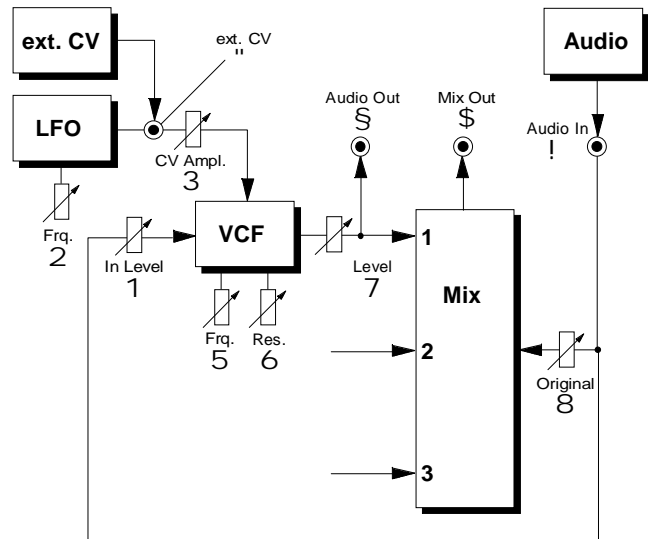 ext. CV
ext. CV
"
Audio
LFO
Audio Out
§
Mix Out
$
Audio In
!
CV Ampl.
3
Frq.
2
VCF
In Level
1
Level
7
1
Mix
Frq.
5
Res.
6
2
Original
8
3